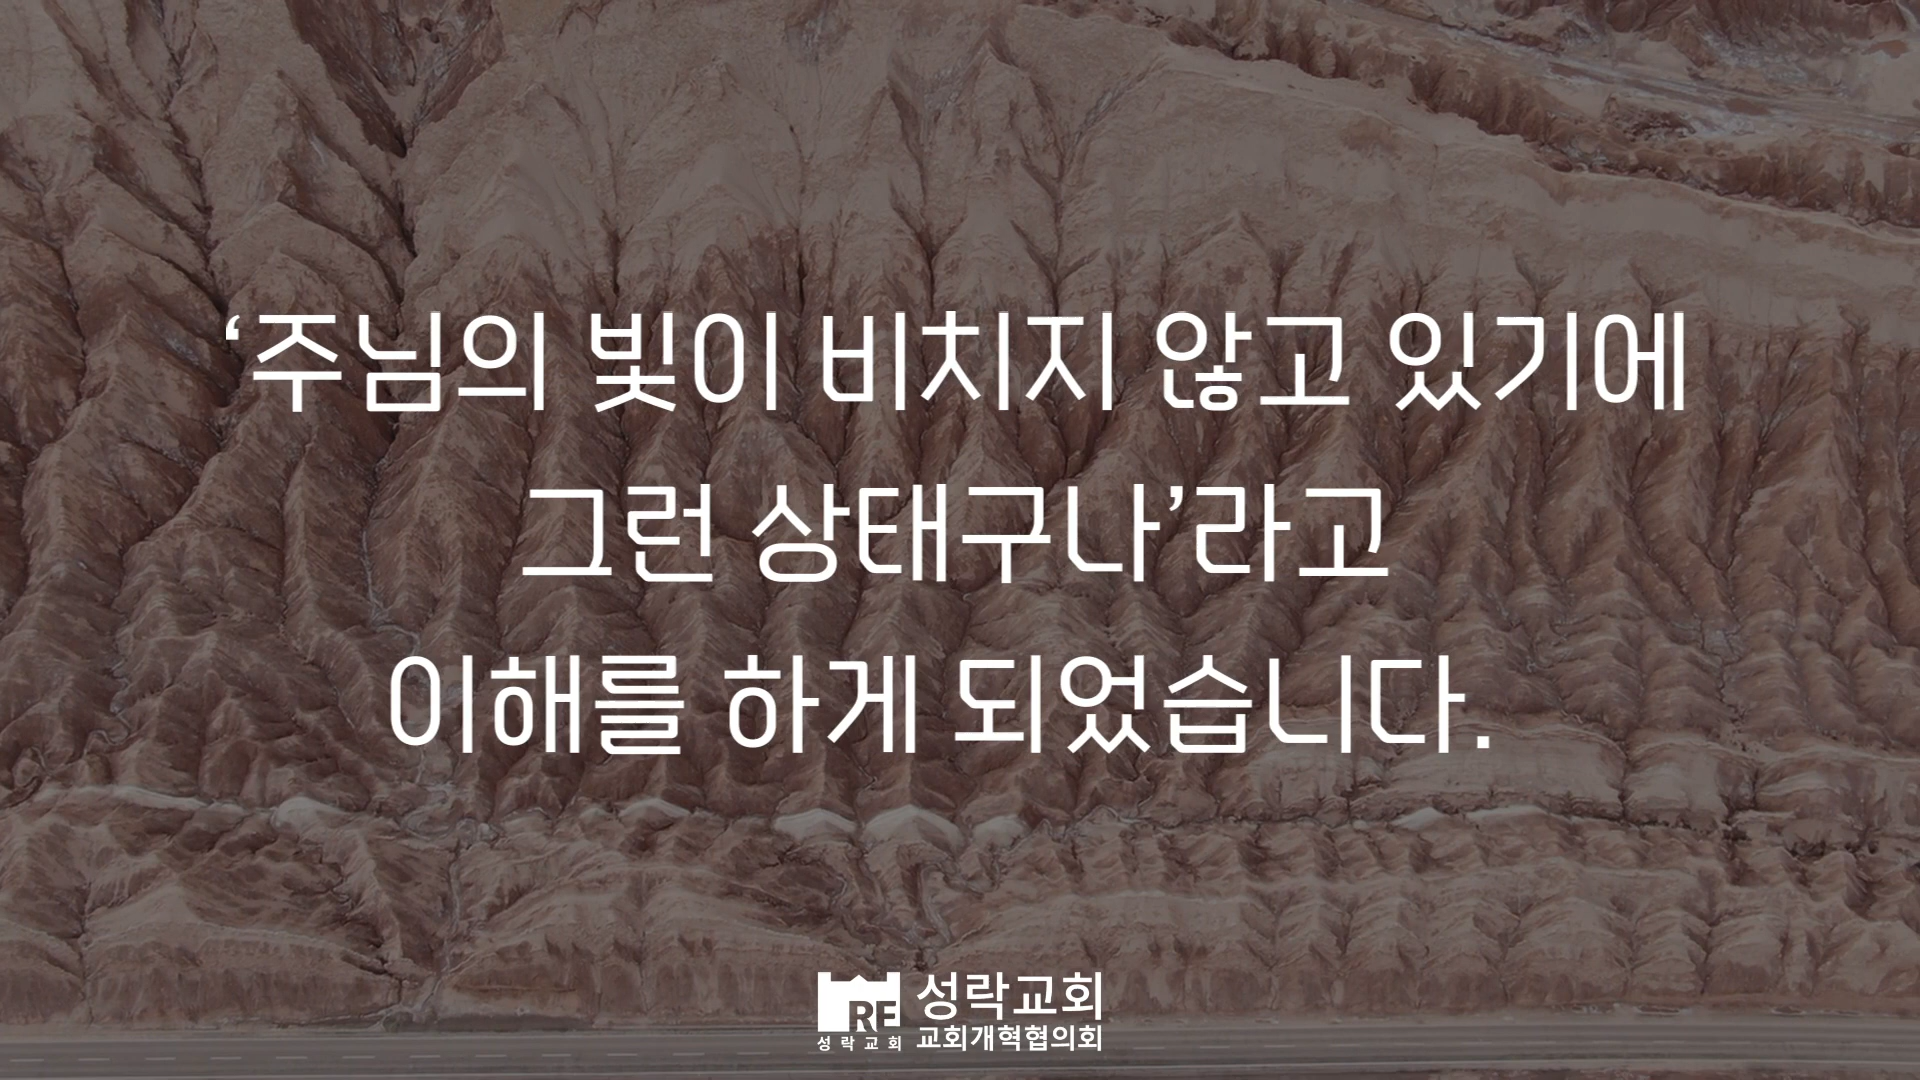 ‘주님의 빛이 비치지 않고 있기에
그런 상태구나’라고
이해를 하게 되었습니다.
RE
성락교회
성락교회
교회개혁협의회